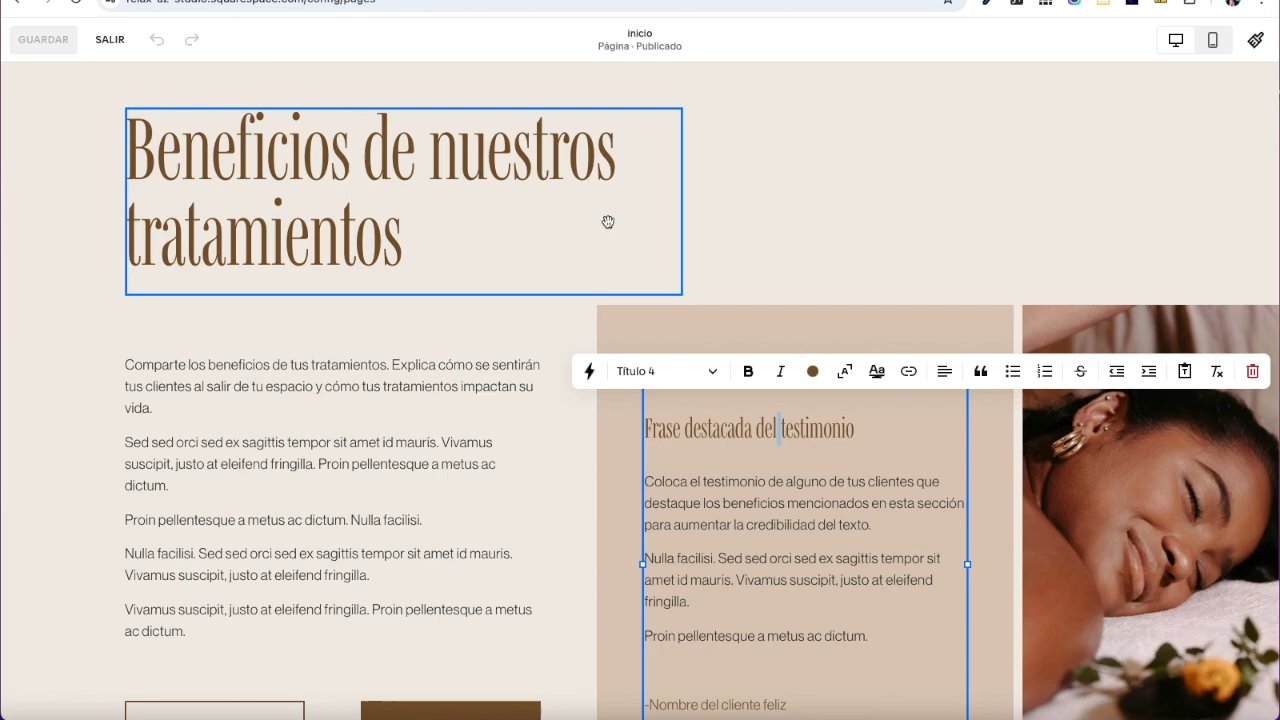 GUARDAR
SALIR
inicio
Página · Publicado
Beneficios de nuestros
tratamientos
Comparte los beneficios de tus tratamientos. Explica cómo se sentirán
tus clientes al salir de tu espacio y cómo tus tratamientos impactan su
vida.
Sed sed orci sed ex sagittis tempor sit amet id mauris. Vivamus
suscipit, justo at eleifend fringilla. Proin pellentesque a metus ac
dictum.
Proin pellentesque a metus ac dictum. Nulla facilisi.
Nulla facilisi. Sed sed orci sed ex sagittis tempor sit amet id mauris.
Vivamus suscipit, justo at eleifend fringilla.
Vivamus suscipit, justo at eleifend fringilla. Proin pellentesque a metus
ac dictum.
Título 4
Frase destacada del testimonio
Coloca el testimonio de alguno de tus clientes que
destaque los beneficios mencionados en esta sección
para aumentar la credibilidad del texto.
Nulla facilisi. Sed sed orci sed ex sagittis tempor sit
amet id mauris. Vivamus suscipit, justo at eleifend
fringilla.
Proin pellentesque a metus ac dictum.
-Nombre del cliente feliz